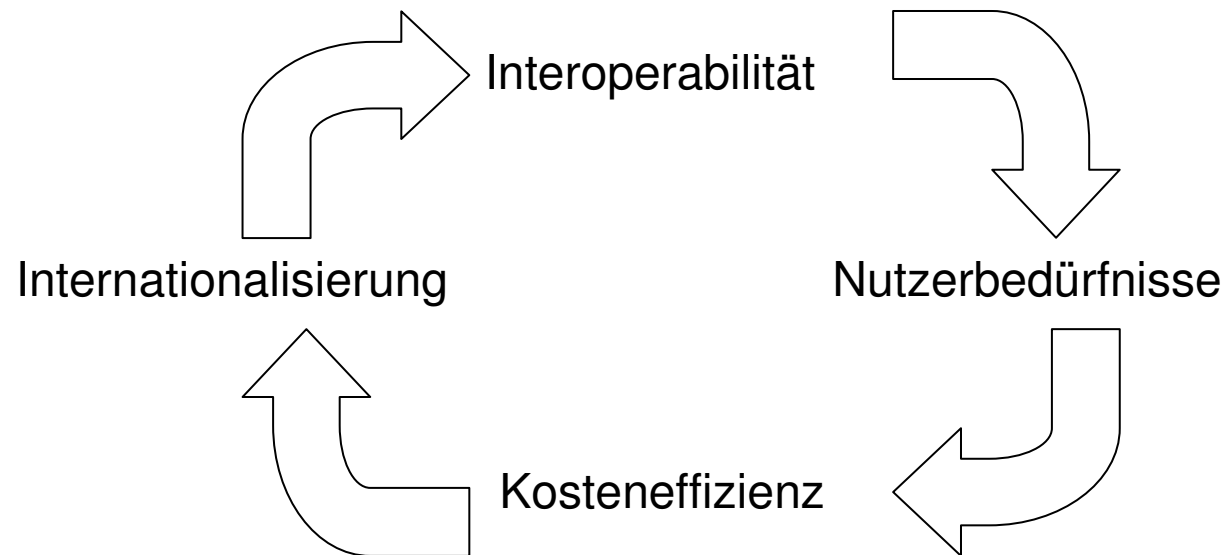 Interoperabilität
Internationalisierung
Nutzerbedürfnisse
Kosteneffizienz